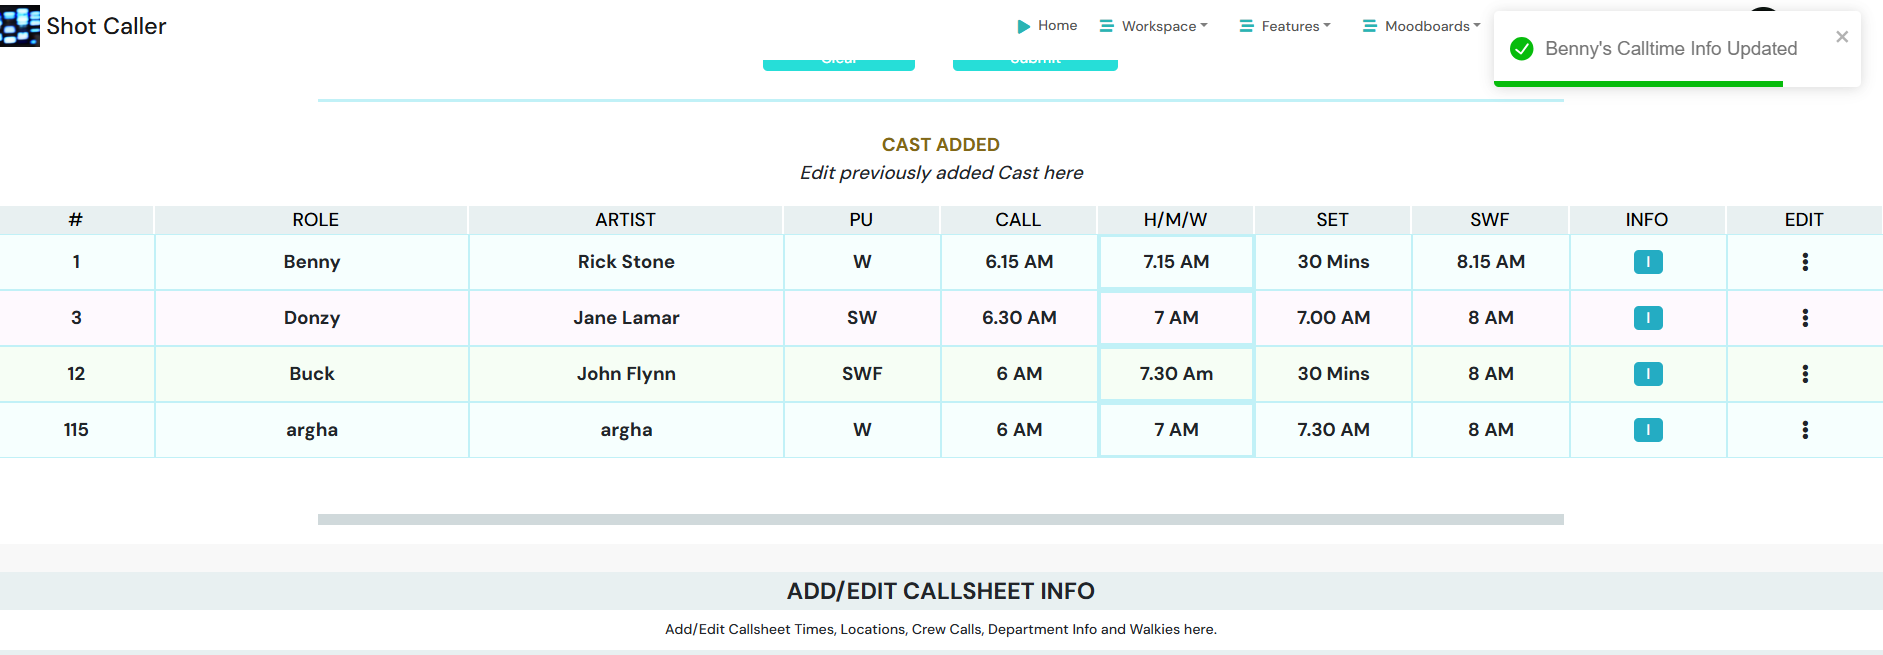 Shot Caller
Home Workspace Features Moodboards
Benny's Calltime Info Updated
Clear Submit
CAST ADDED
Edit previously added Cast here
# ROLE ARTIST PU CALL H/M/W SET SWF INFO EDIT
1 Benny Rick Stone W 6.15 AM 7.15 AM 30 Mins 8.15 AM I
3 Donzy Jane Lamar SW 6.30 AM 7 AM 7.00 AM 8 AM I
12 Buck John Flynn SWF 6 AM 7.30 Am 30 Mins 8 AM I
115 argha argha W 6 AM 7 AM 7.30 AM 8 AM I
ADD/EDIT CALLSHEET INFO
Add/Edit Callsheet Times, Locations, Crew Calls, Department Info and Walkies here.